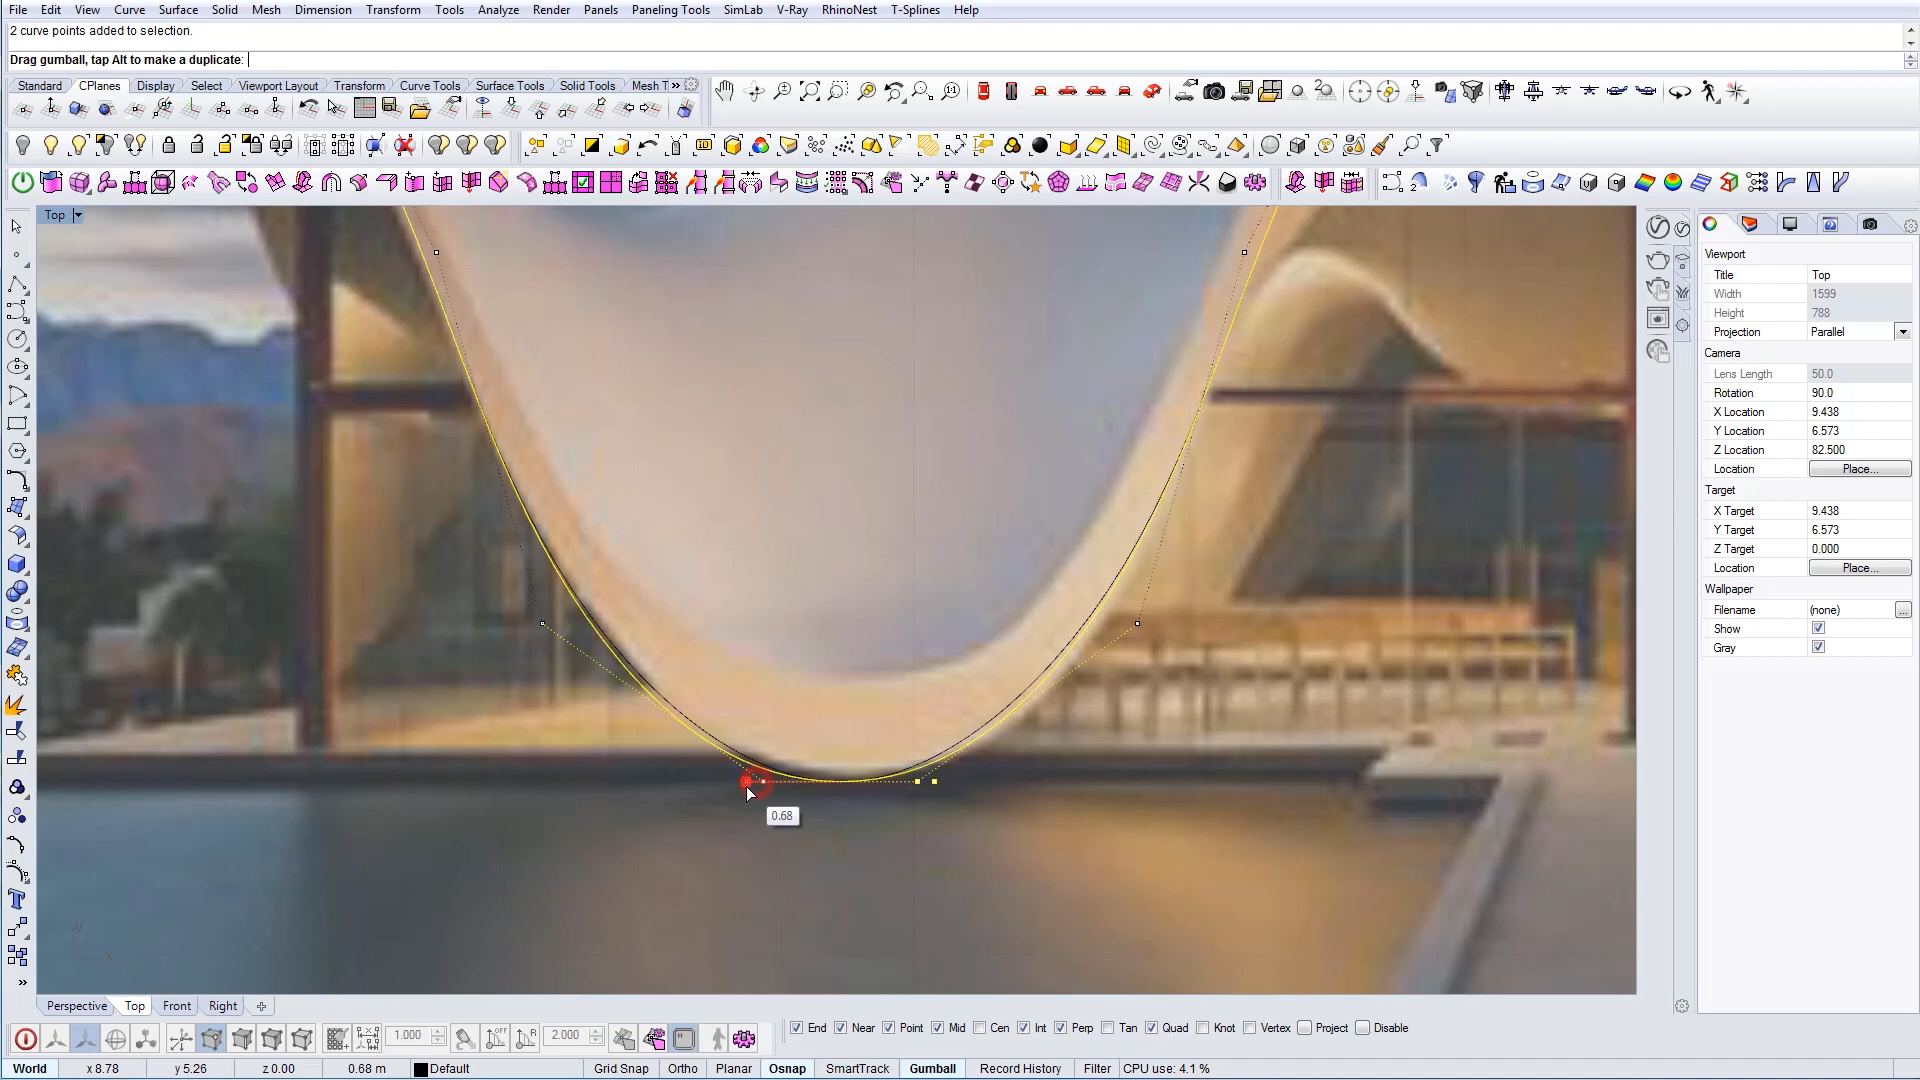 File Edit View Curve Surface Solid Mesh Dimension Transform Tools Analyze Render Panels Paneling Tools SimLab V-Ray RhinoNest T-Splines Help
2 curve points added to selection.
Drag gumball, tap Alt to make a duplicate:
Standard CPlanes Display Select Viewport Layout Transform Curve Tools Surface Tools Solid Tools Mesh T »
Top
Viewport
Title Top
Width 1599
Height 788
Projection Parallel
Camera
Lens Length 50.0
Rotation 90.0
X Location 9.438
Y Location 6.573
Z Location 82.500
Location Place...
Target
X Target 9.438
Y Target 6.573
Z Target 0.000
Location Place...
Wallpaper
Filename (none) ...
Show
Gray
0.68
y
x
»
Perspective Top Front Right
1.000 2.000
End Near Point Mid Cen Int Perp Tan Quad Knot Vertex Project Disable
World x 8.78 y 5.26 z 0.00 0.68 m Default Grid Snap Ortho Planar Osnap SmartTrack Gumball Record History Filter CPU use: 4.1 %